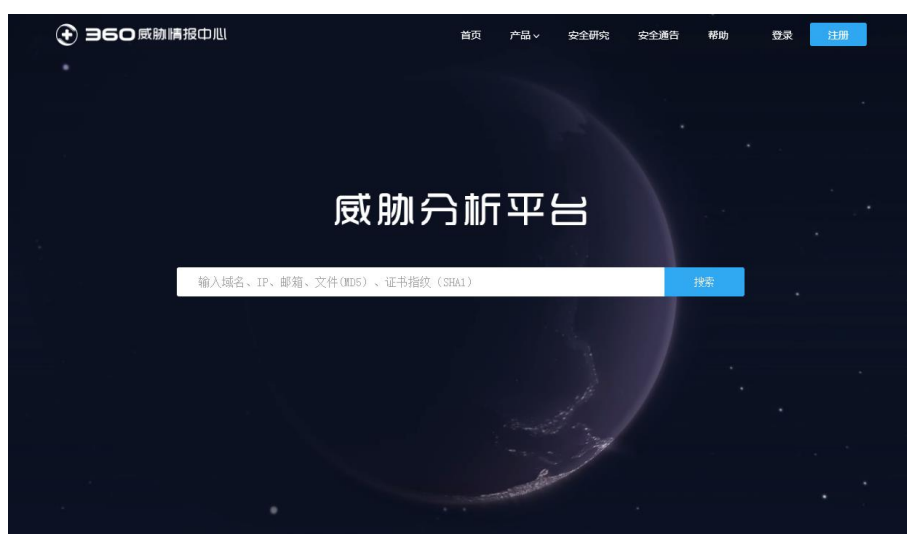 360威胁情报中心 首页 产品 安全研究 安全通告 帮助 登录 注册
威胁分析平台
输入域名、IP、邮箱、文件(MD5)、证书指纹(SHA1) 搜索